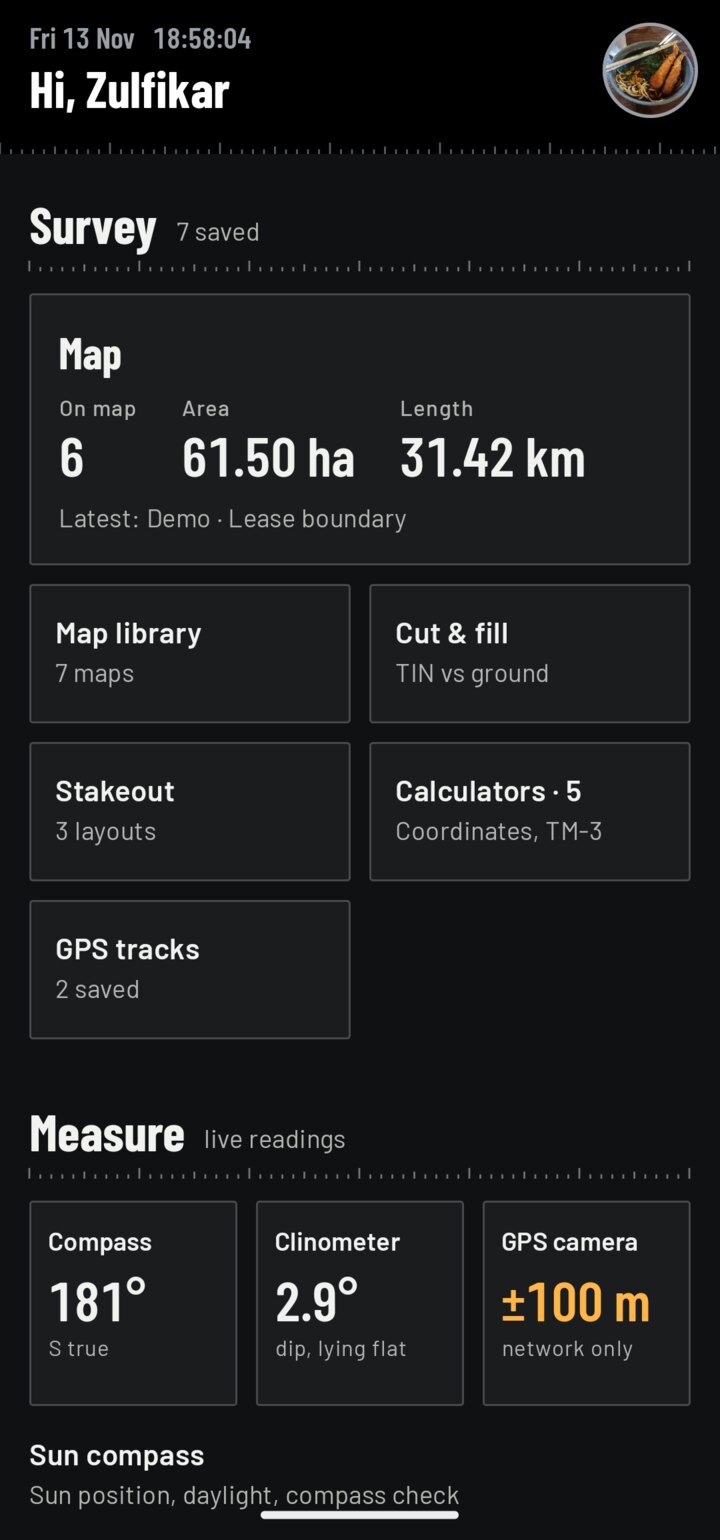 Fri 13 Nov 18:58:04
Hi, Zulfikar
Survey 7 saved
Map
On map Area Length
6 61.50 ha 31.42 km
Latest: Demo · Lease boundary
Map library
7 maps
Cut & fill
TIN vs ground
Stakeout
3 layouts
Calculators · 5
Coordinates, TM-3
GPS tracks
2 saved
Measure live readings
Compass
181°
S true
Clinometer
2.9°
dip, lying flat
GPS camera
±100 m
network only
Sun compass
Sun position, daylight, compass check